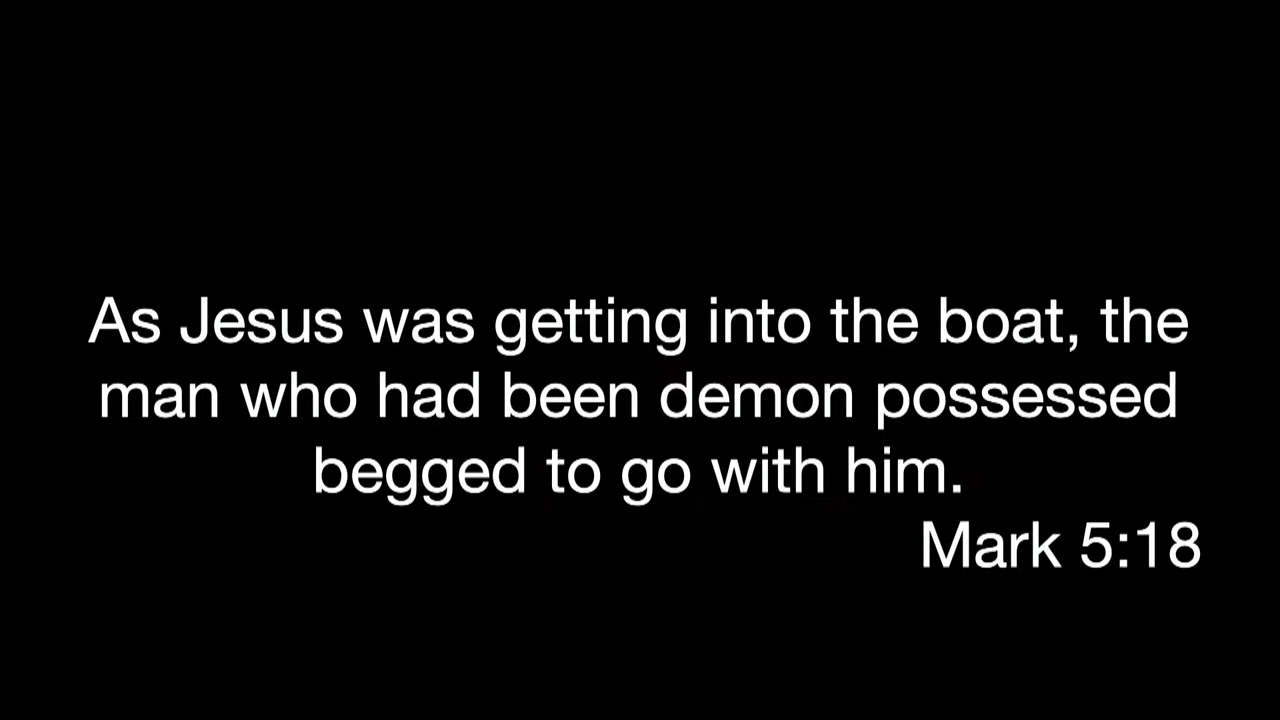 As Jesus was getting into the boat, the
man who had been demon possessed
begged to go with him.
Mark 5:18